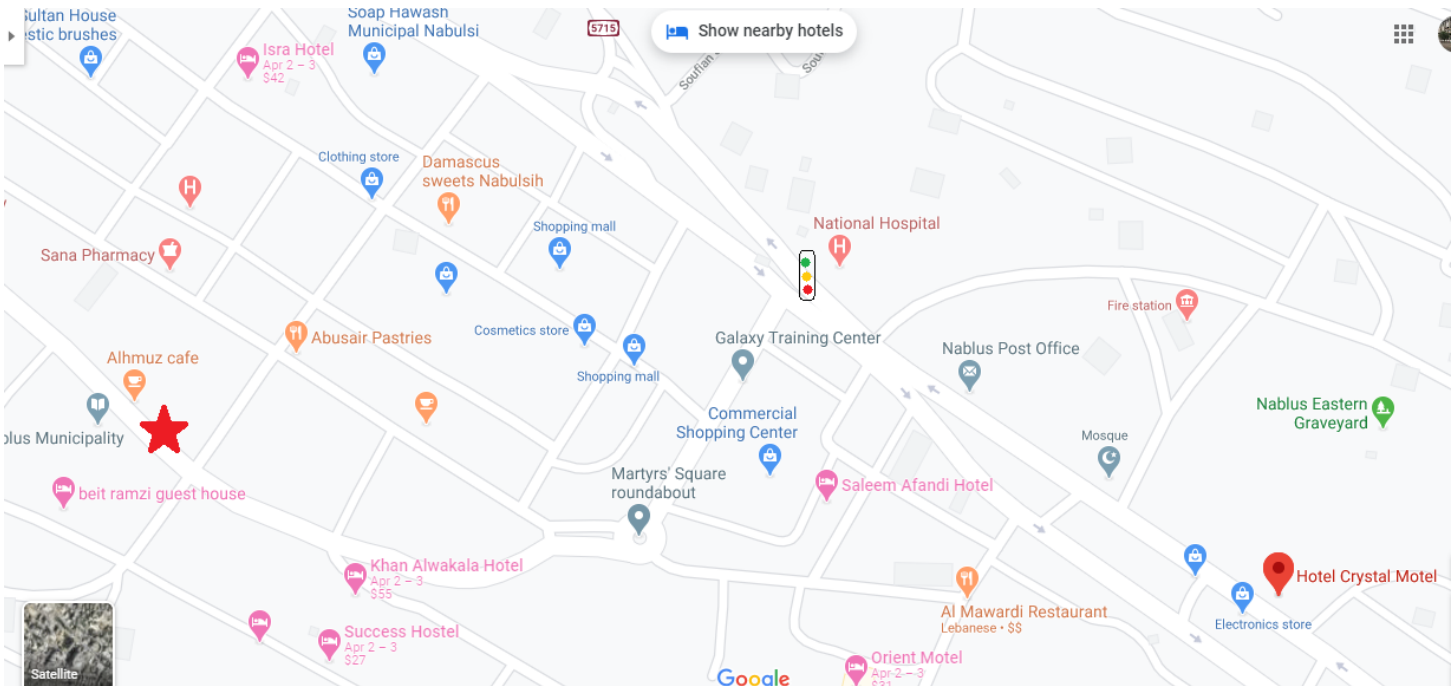 Sultan House
estic brushes
Soap Hawash
Municipal Nabulsi
5715
Show nearby hotels
Isra Hotel
Apr 2 – 3
$42
Soufian
Sou
Clothing store
Damascus
sweets Nabulsih
Shopping mall
National Hospital
Sana Pharmacy
Fire station
Abusair Pastries
Cosmetics store
Galaxy Training Center
Nablus Post Office
Alhmuz cafe
Shopping mall
Commercial
Shopping Center
Nablus Eastern
Graveyard
blus Municipality
Mosque
Martyrs' Square
roundabout
Saleem Afandi Hotel
beit ramzi guest house
Khan Alwakala Hotel
Apr 2 – 3
$55
Hotel Crystal Motel
Al Mawardi Restaurant
Lebanese • $$
Electronics store
Success Hostel
Apr 2 – 3
$27
Orient Motel
Apr 2 – 3
$31
Satellite
Google